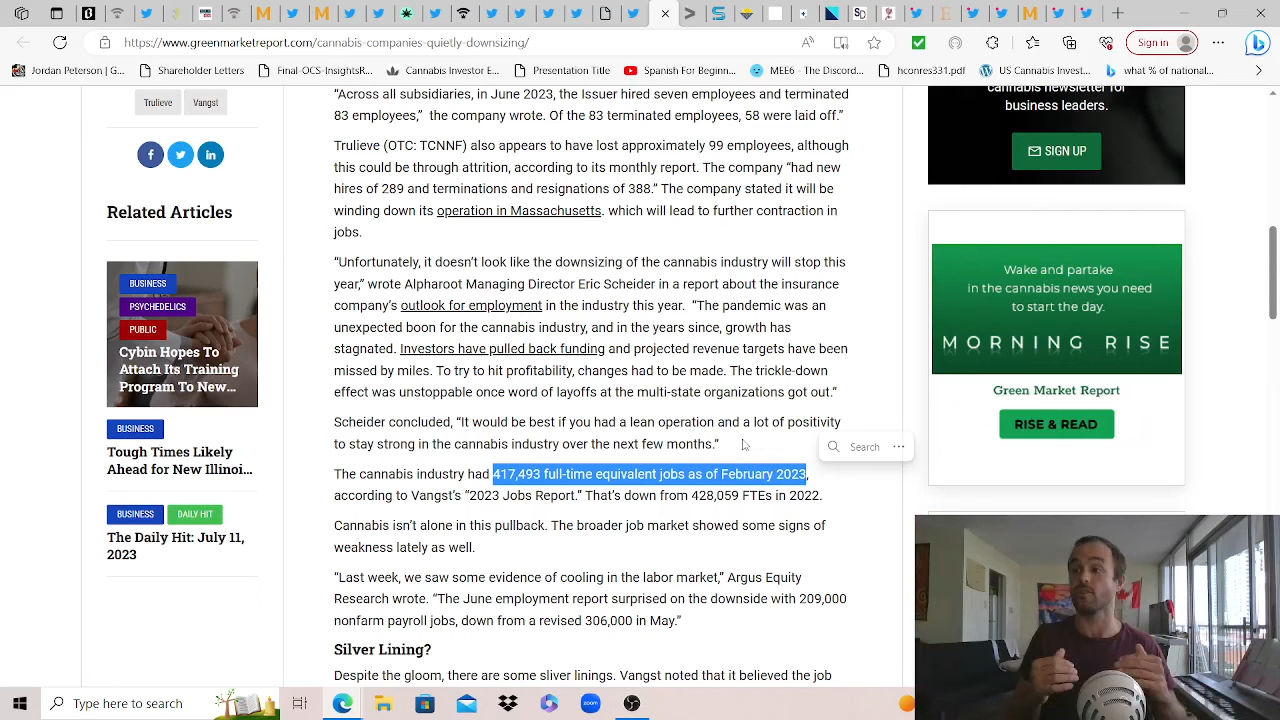 Sign in
https://www.greenmarketreport.com/cannabis-companies-quietly-downsizing/
Jordan Peterson | G...
Shareholder Letters
Final-OCS-InsightsR...
Cannabis Investor E...
Presentation Title
Spanish For Begin...
MEE6 - Discord Bot...
hconres331.pdf
what % of national...
Trulieve
Vangst
Related Articles
BUSINESS
PSYCHEDELICS
PUBLIC
Cybin Hopes To
Attach Its Training
Program To New...
BUSINESS
Tough Times Likely
Ahead for New Illinoi...
BUSINESS
DAILY HIT
The Daily Hit: July 11,
2023
“Across all subsidiaries, in June 2023, the Issuer hired seven employees and terminated
83 employees,” the company wrote. Of the 83 terminated employees, 58 were laid off.”
Trulieve (OTC: TCNNF) also appears to have lost approximately 99 employees, although
this could be through attrition, according to its monthly report. The company “had new
hires of 289 and terminations and resignations of 388.” The company stated it will be
winding down its operation in Massachusetts. which will lead to further contraction in
jobs.
“Unfortunately, it doesn’t look like the downsizing of the cannabis industry will stop this
year,” wrote Alpharoot Managing Director Eric Scheider in a report about the insurance
company’s outlook for employment in the industry this year. “The pandemic was an
unexpected boon for the cannabis industry, and in the years since, growth has
stagnated. Investors have pulled back funding and projected revenue targets have been
missed by miles. To try to hit profitability, changes had to be made. The trickle-down
effect was unstoppable once word of layoffs at the multi-state organizations got out.”
Scheider concluded, “It would be best if you had a lean operation and a lot of positivity
to stay strong in the cannabis industry over the next few months.”
Search
The cannabis industry had 417,493 full-time equivalent jobs as of February 2023,
according to Vangst’s “2023 Jobs Report.” That’s down from 428,059 FTEs in 2022.
Cannabis isn’t alone in this pullback. The broader job market showed some signs of
weakness lately as well.
“Last week, we saw some evidence of cooling in the labor market,” Argus Equity
Research wrote. “The June employment report surprised on the downside with 209,000
nonfarm payroll jobs, down from a revised 306,000 in May.”
Silver Lining?
Despite the gloom, there are some sliver linings. Vangst noted that it believed the job
cannabis newsletter for
business leaders.
SIGN UP
Wake and partake
in the cannabis news you need
to start the day.
MORNING RISE
Green Market Report
RISE & READ
Type here to search
zoom